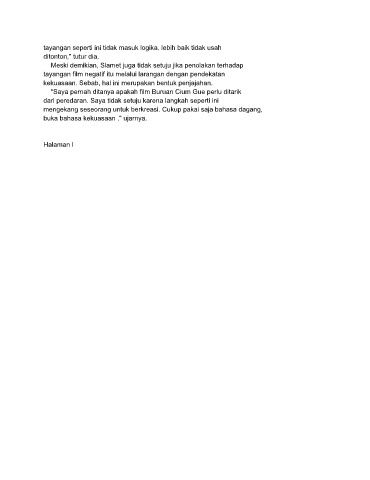 tayangan seperti ini tidak masuk logika, lebih baik tidak usah
ditonton," tutur dia.
Meski demikian, Slamet juga tidak setuju jika penolakan terhadap
tayangan film negatif itu melalui larangan dengan pendekatan
kekuasaan. Sebab, hal ini merupakan bentuk penjajahan.
"Saya pernah ditanya apakah film Buruan Cium Gue perlu ditarik
dari peredaran. Saya tidak setuju karena langkah seperti ini
mengekang seseorang untuk berkreasi. Cukup pakai saja bahasa dagang,
buka bahasa kekuasaan ," ujarnya.
Halaman I